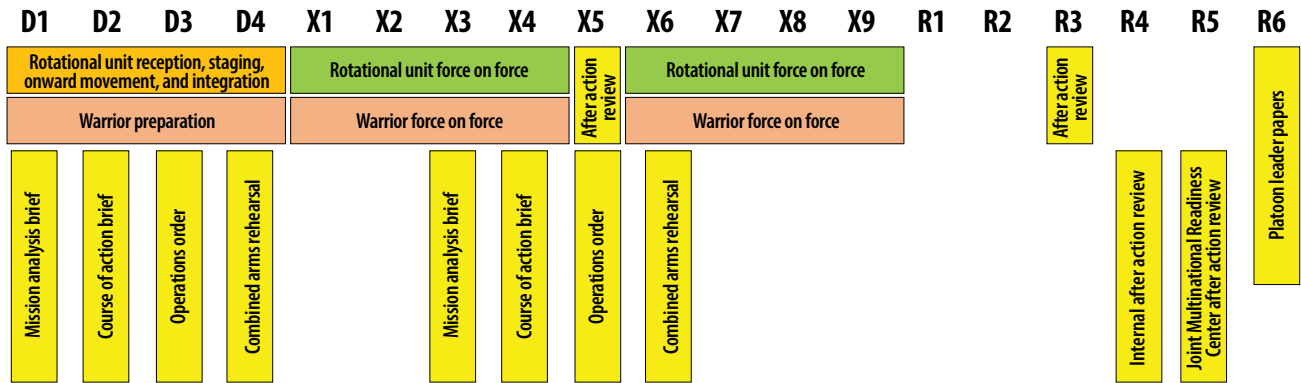 D1 D2 D3 D4 X1 X2 X3 X4 X5 X6 X7 X8 X9 R1 R2 R3 R4 R5 R6
Rotational unit reception, staging,
onward movement, and integration
Rotational unit force on force
After action
review
Rotational unit force on force
After action
review
Platoon leader papers
Warrior preparation
Warrior force on force
Warrior force on force
Mission analysis brief
Course of action brief
Operations order
Combined arms rehearsal
Mission analysis brief
Course of action brief
Operations order
Combined arms rehearsal
Internal after action review
Joint Multinational Readiness
Center after action review